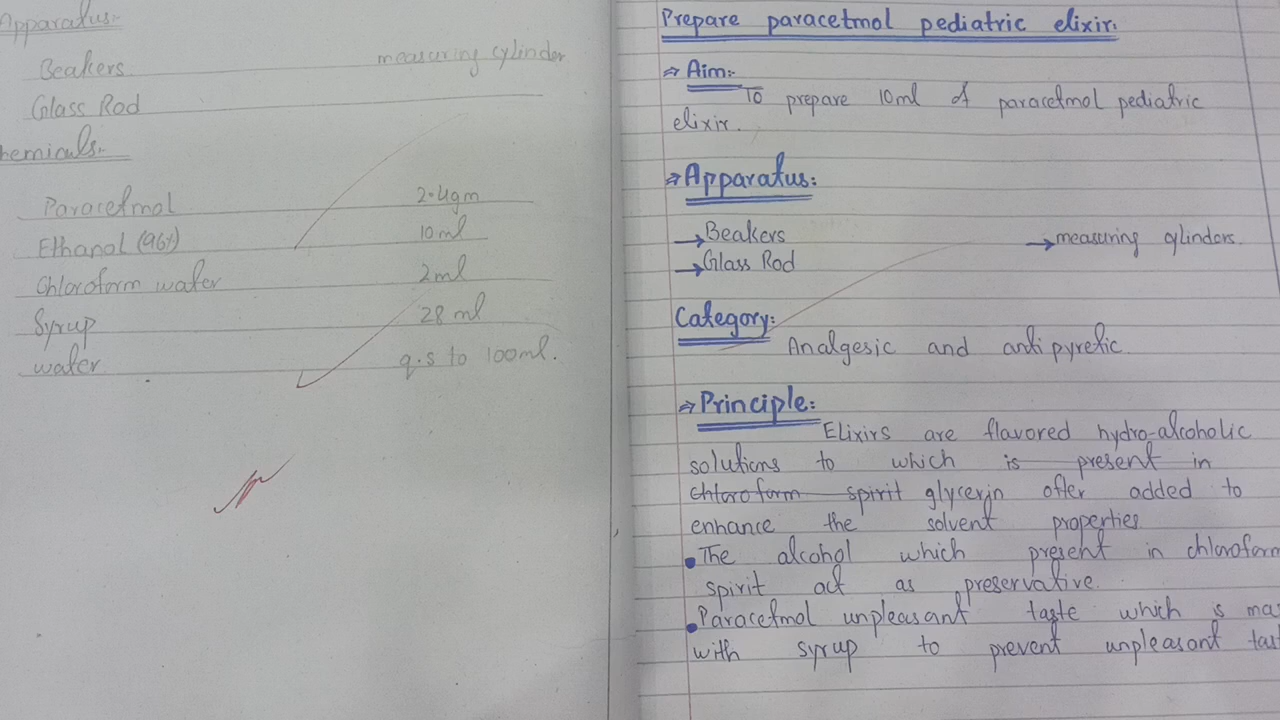 Apparatus:-
Beakers measuring cylinder
Glass Rod
hemicals:-
Paracetmol 2.4gm
Ethanol (96%) 10ml
Chloroform water 2ml
Syrup 28 ml
water q.s to 100ml.
Prepare paracetmol pediatric elixir:
⇒ Aim:-
To prepare 10ml of paracetmol pediatric
elixir.
⇒ Apparatus:
→ Beakers → measuring cylinders.
→ Glass Rod
Category:
Analgesic and antipyretic.
⇒ Principle:
Elixirs are flavored hydro-alcoholic
solutions to which is present in
chloroform spirit glycerin ofter added to
enhance the solvent properties
• The alcohol which present in chloroform
spirit act as preservative.
• Paracetmol unpleasant taste which is ma
with syrup to prevent unpleasant tas